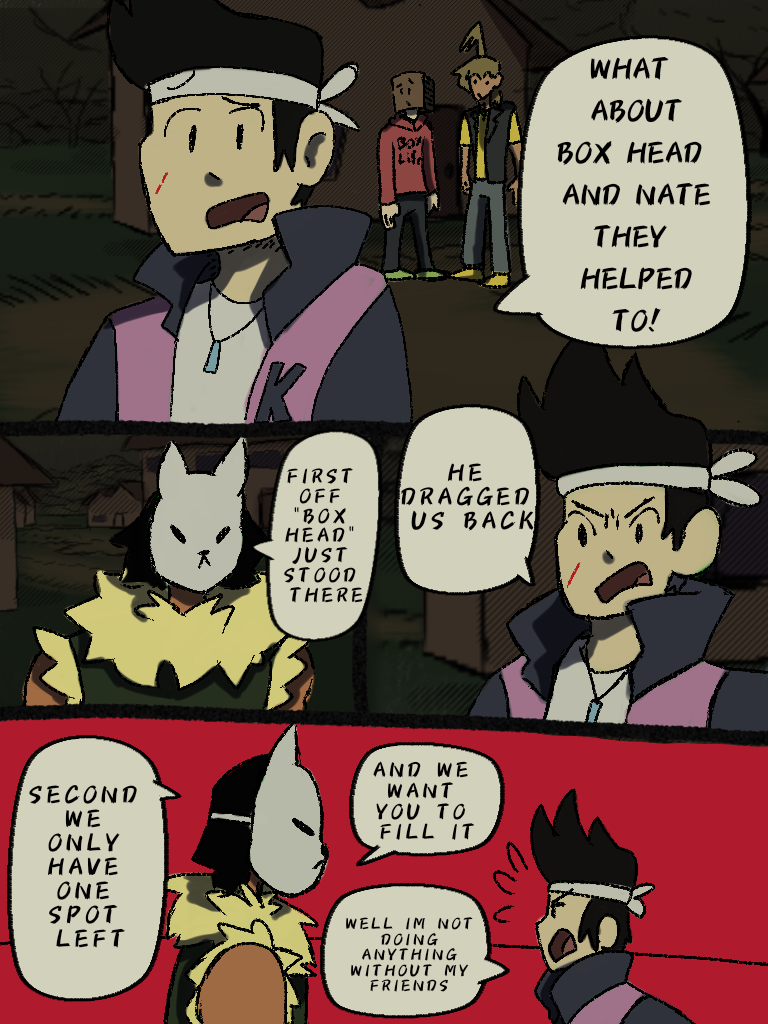 WHAT
ABOUT
BOX HEAD
AND NATE
THEY
HELPED
TO!
BOX
Life
K
FIRST
OFF
"BOX
HEAD"
JUST
STOOD
THERE
HE
DRAGGED
US BACK
SECOND
WE
ONLY
HAVE
ONE
SPOT
LEFT
AND WE
WANT
YOU TO
FILL IT
WELL IM NOT
DOING
ANYTHING
WITHOUT MY
FRIENDS